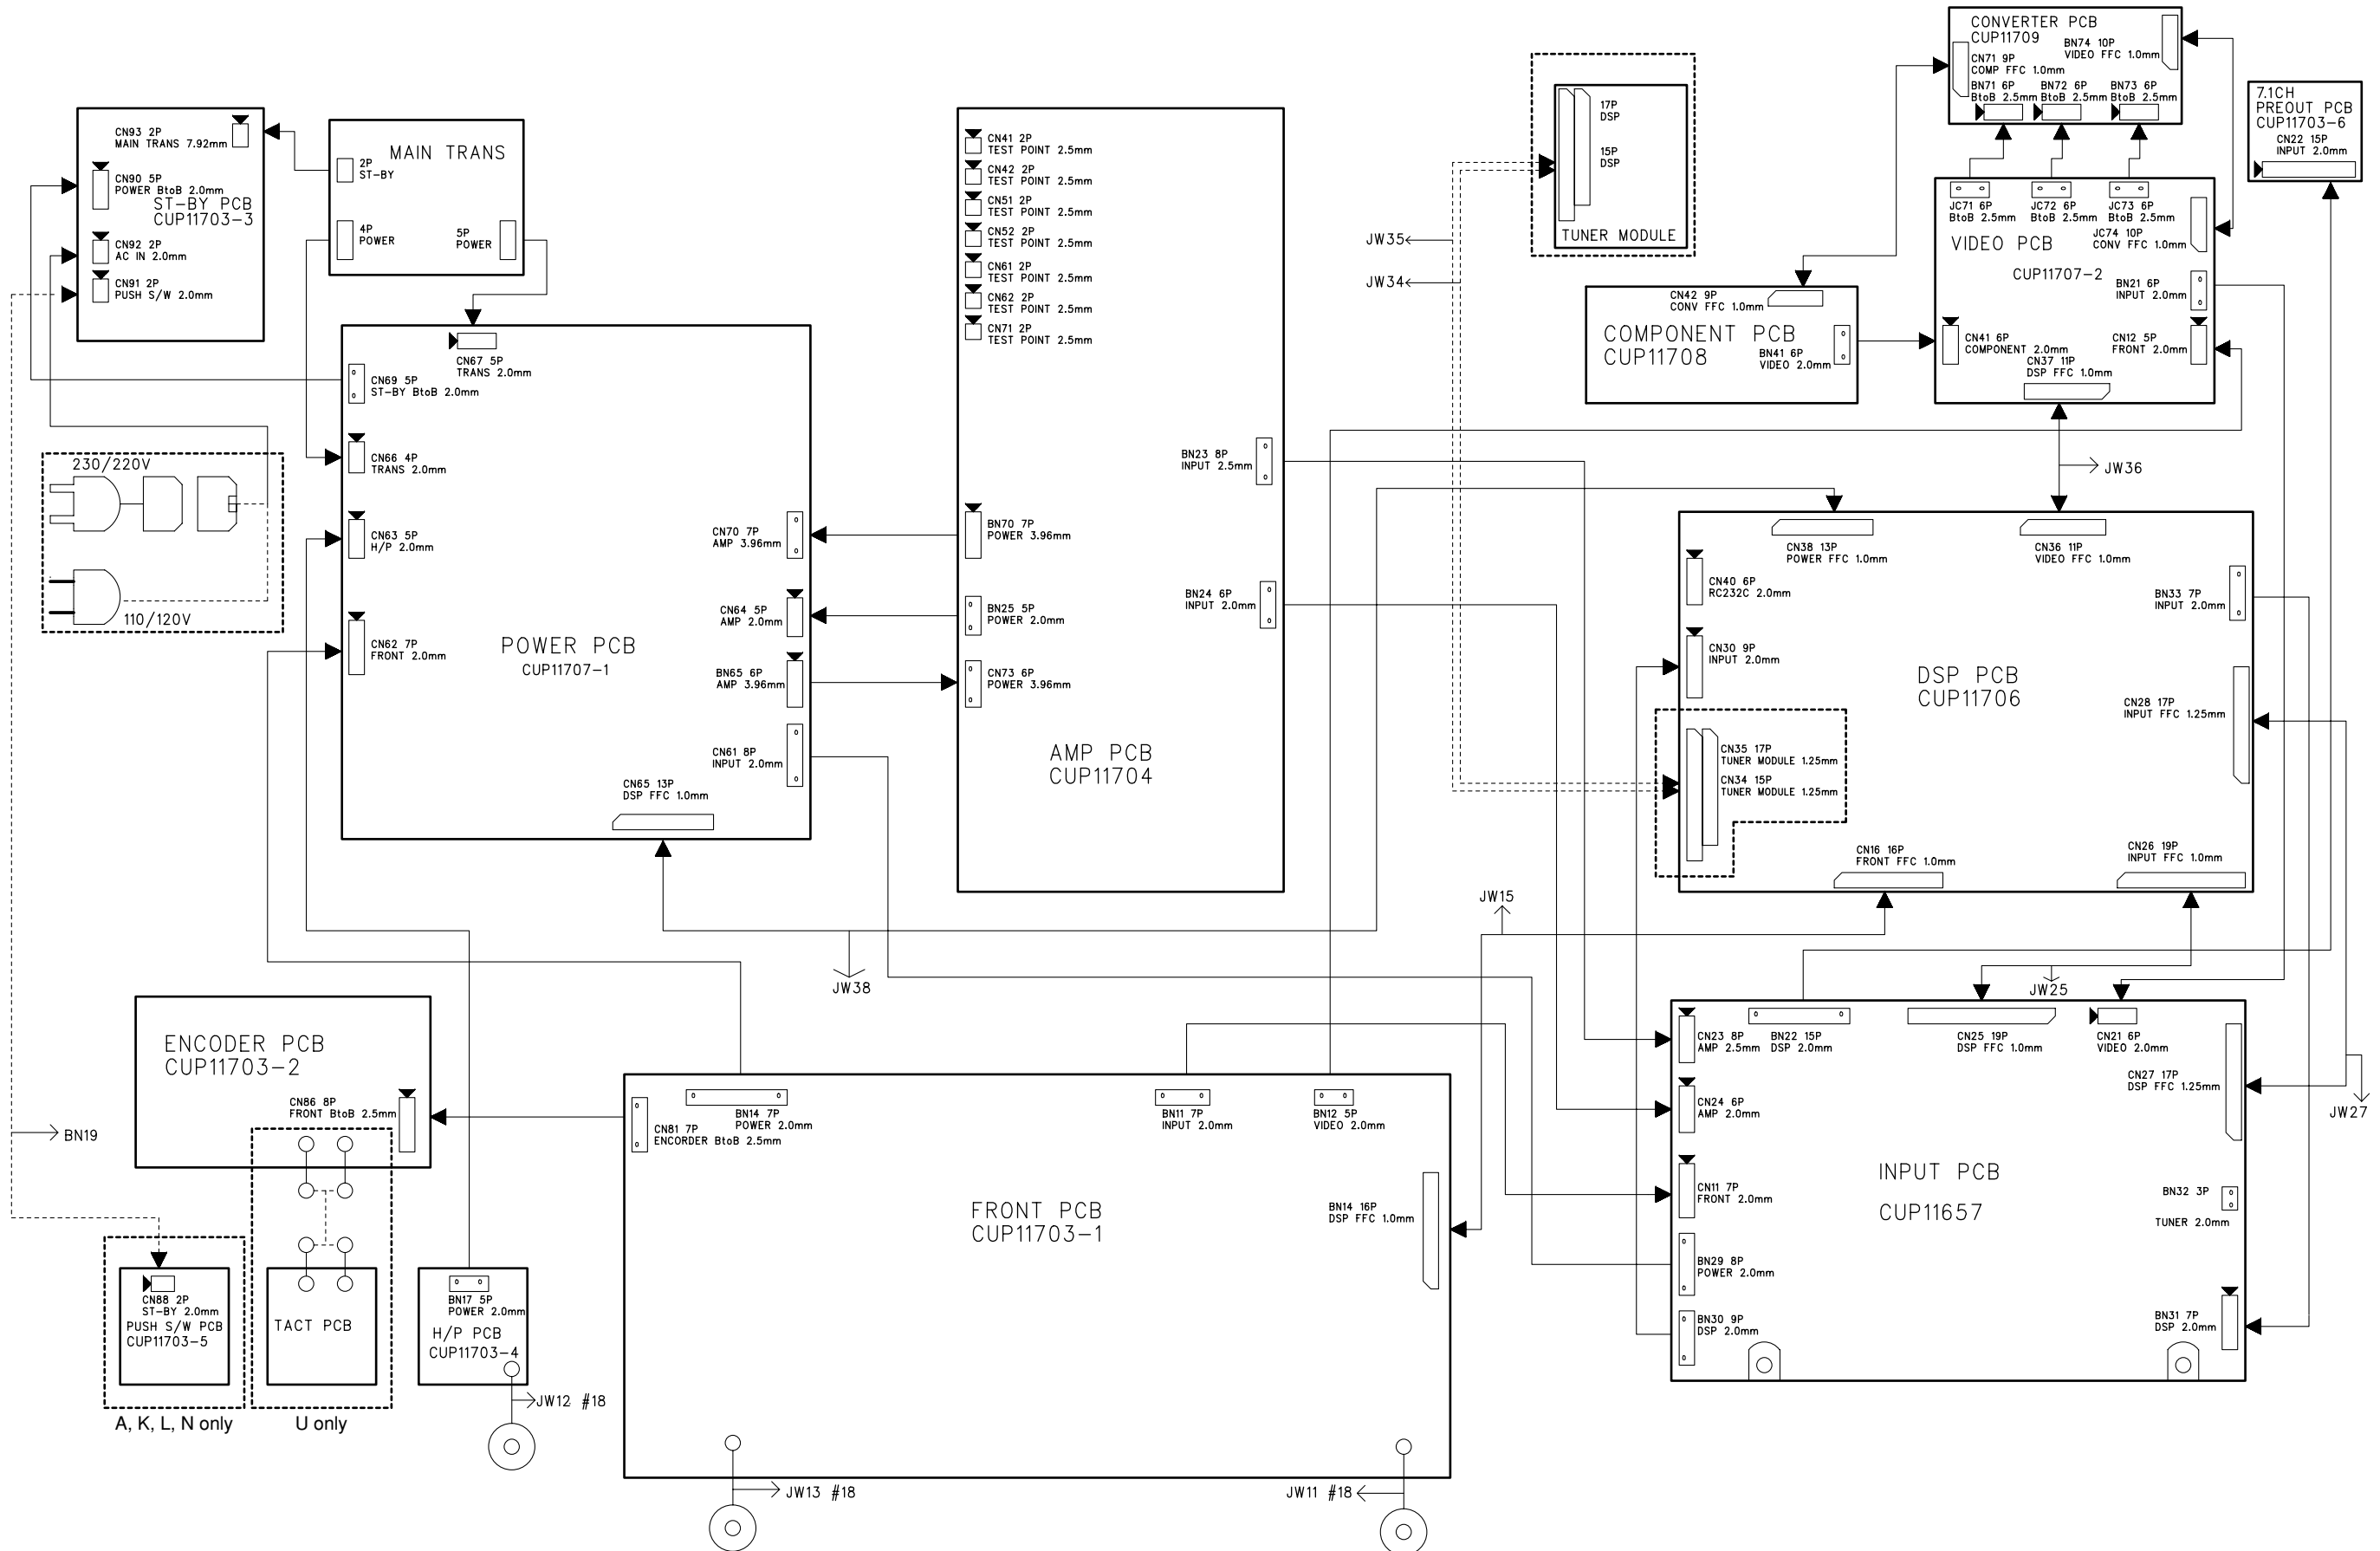 CN93 2P
MAIN TRANS 7.92mm
CN90 5P
POWER BtoB 2.0mm
ST-BY PCB
CUP11703-3
CN92 2P
AC IN 2.0mm
CN91 2P
PUSH S/W 2.0mm
MAIN TRANS
2P
ST-BY
4P
POWER
5P
POWER
230/220V
110/120V
CN67 5P
TRANS 2.0mm
CN69 5P
ST-BY BtoB 2.0mm
CN66 4P
TRANS 2.0mm
CN63 5P
H/P 2.0mm
CN62 7P
FRONT 2.0mm
POWER PCB
CUP11707-1
CN70 7P
AMP 3.96mm
CN64 5P
AMP 2.0mm
BN65 6P
AMP 3.96mm
CN61 8P
INPUT 2.0mm
CN65 13P
DSP FFC 1.0mm
CN41 2P
TEST POINT 2.5mm
CN42 2P
TEST POINT 2.5mm
CN51 2P
TEST POINT 2.5mm
CN52 2P
TEST POINT 2.5mm
CN61 2P
TEST POINT 2.5mm
CN62 2P
TEST POINT 2.5mm
CN71 2P
TEST POINT 2.5mm
BN23 8P
INPUT 2.5mm
BN70 7P
POWER 3.96mm
BN24 6P
INPUT 2.0mm
BN25 5P
POWER 2.0mm
CN73 6P
POWER 3.96mm
AMP PCB
CUP11704
17P
DSP
15P
DSP
TUNER MODULE
JW35
JW34
CONVERTER PCB
CUP11709
BN74 10P
VIDEO FFC 1.0mm
CN71 9P
COMP FFC 1.0mm
BN71 6P
BtoB 2.5mm
BN72 6P
BtoB 2.5mm
BN73 6P
BtoB 2.5mm
7.1CH
PREOUT PCB
CUP11703-6
CN22 15P
INPUT 2.0mm
JC71 6P
BtoB 2.5mm
JC72 6P
BtoB 2.5mm
JC73 6P
BtoB 2.5mm
JC74 10P
CONV FFC 1.0mm
VIDEO PCB
CUP11707-2
BN21 6P
INPUT 2.0mm
CN41 6P
COMPONENT 2.0mm
CN12 5P
FRONT 2.0mm
CN37 11P
DSP FFC 1.0mm
CN42 9P
CONV FFC 1.0mm
COMPONENT PCB
CUP11708
BN41 6P
VIDEO 2.0mm
JW36
CN38 13P
POWER FFC 1.0mm
CN36 11P
VIDEO FFC 1.0mm
CN40 6P
RC232C 2.0mm
BN33 7P
INPUT 2.0mm
CN30 9P
INPUT 2.0mm
DSP PCB
CUP11706
CN28 17P
INPUT FFC 1.25mm
CN35 17P
TUNER MODULE 1.25mm
CN34 15P
TUNER MODULE 1.25mm
CN16 16P
FRONT FFC 1.0mm
CN26 19P
INPUT FFC 1.0mm
JW15
JW38
JW25
JW27
ENCODER PCB
CUP11703-2
CN86 8P
FRONT BtoB 2.5mm
BN19
CN88 2P
ST-BY 2.0mm
PUSH S/W PCB
CUP11703-5
A, K, L, N only
TACT PCB
U only
BN17 5P
POWER 2.0mm
H/P PCB
CUP11703-4
JW12 #18
CN81 7P
ENCORDER BtoB 2.5mm
BN14 7P
POWER 2.0mm
BN11 7P
INPUT 2.0mm
BN12 5P
VIDEO 2.0mm
FRONT PCB
CUP11703-1
BN14 16P
DSP FFC 1.0mm
JW13 #18
JW11 #18
CN23 8P
AMP 2.5mm
BN22 15P
DSP 2.0mm
CN25 19P
DSP FFC 1.0mm
CN21 6P
VIDEO 2.0mm
CN27 17P
DSP FFC 1.25mm
CN24 6P
AMP 2.0mm
INPUT PCB
CUP11657
CN11 7P
FRONT 2.0mm
BN32 3P
TUNER 2.0mm
BN29 8P
POWER 2.0mm
BN30 9P
DSP 2.0mm
BN31 7P
DSP 2.0mm